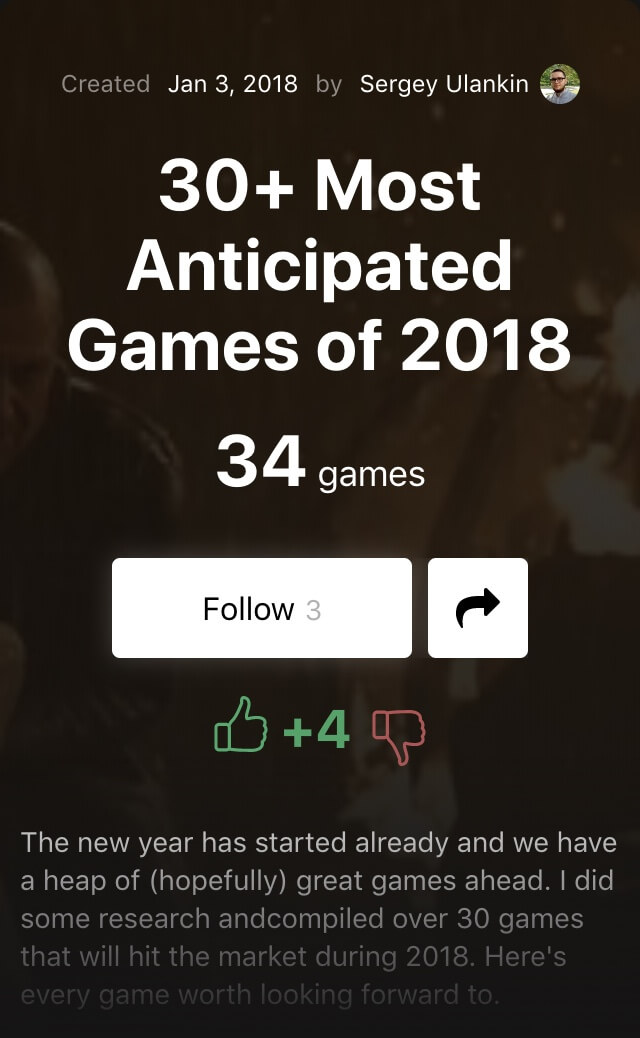 Created Jan 3, 2018 by Sergey Ulankin
30+ Most
Anticipated
Games of 2018
34 games
Follow 3
+4
The new year has started already and we have
a heap of (hopefully) great games ahead. I did
some research andcompiled over 30 games
that will hit the market during 2018. Here's
every game worth looking forward to.